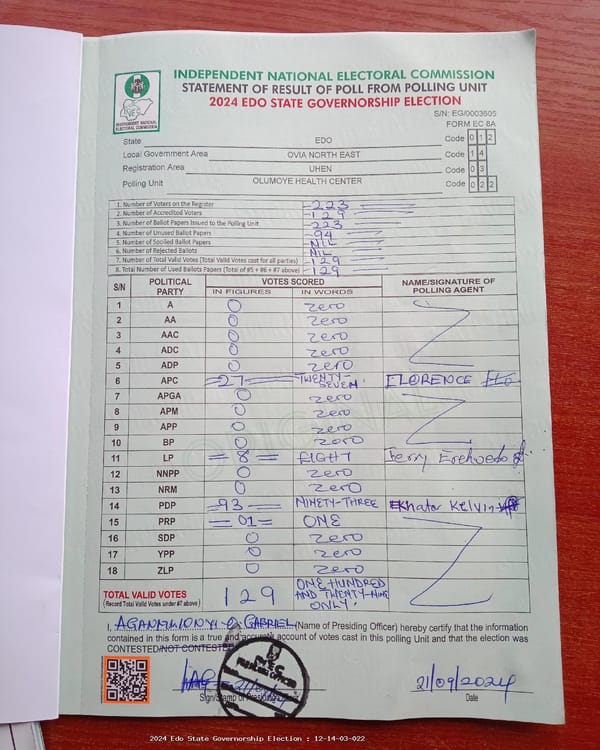 INDEPENDENT NATIONAL ELECTORAL COMMISSION
STATEMENT OF RESULT OF POLL FROM POLLING UNIT
2024 EDO STATE GOVERNORSHIP ELECTION
S/N: EG/0003605
FORM EC 8A
State EDO Code 0 1 2
Local Government Area OVIA NORTH EAST Code 1 4
Registration Area UHEN Code 0 3
Polling Unit OLUMOYE HEALTH CENTER Code 0 2 2
1. Number of Voters on the Register 223
2. Number of Accredited Voters 129
3. Number of Ballot Papers Issued to the Polling Unit 223
4. Number of Unused Ballot Papers 94
5. Number of Spoiled Ballot Papers NIL
6. Number of Rejected Ballots NIL
7. Number of Total Valid Votes (Total Valid Votes cast for all parties) 129
8. Total Number of Used Ballots Papers (Total of #5 + #6 + #7 above) 129
S/N POLITICAL PARTY VOTES SCORED NAME/SIGNATURE OF POLLING AGENT
IN FIGURES IN WORDS
1 A 0 Zero
2 AA 0 Zero
3 AAC 0 Zero
4 ADC 0 Zero
5 ADP 0 Zero
6 APC =27= TWENTY-SEVEN. FLORENCE
7 APGA 0 Zero
8 APM 0 Zero
9 APP 0 Zero
10 BP 0 Zero
11 LP =8= EIGHT Jerry
12 NNPP 0 Zero
13 NRM 0 Zero
14 PDP =93= NINETY-THREE Ekhator Kelvin
15 PRP =01= ONE
16 SDP 0 Zero
17 YPP 0 Zero
18 ZLP 0 Zero
TOTAL VALID VOTES 129 ONE HUNDRED AND TWENTY-NINE ONLY.
(Record Total Valid Votes under #7 above)
I, GABRIEL (Name of Presiding Officer) hereby certify that the information
contained in this form is a true and accurate account of votes cast in this polling Unit and that the election was
CONTESTED/NOT CONTESTED
21/09/2024
Sign/Stamp of Date
2024 Edo State Governorship Election : 12-14-03-022